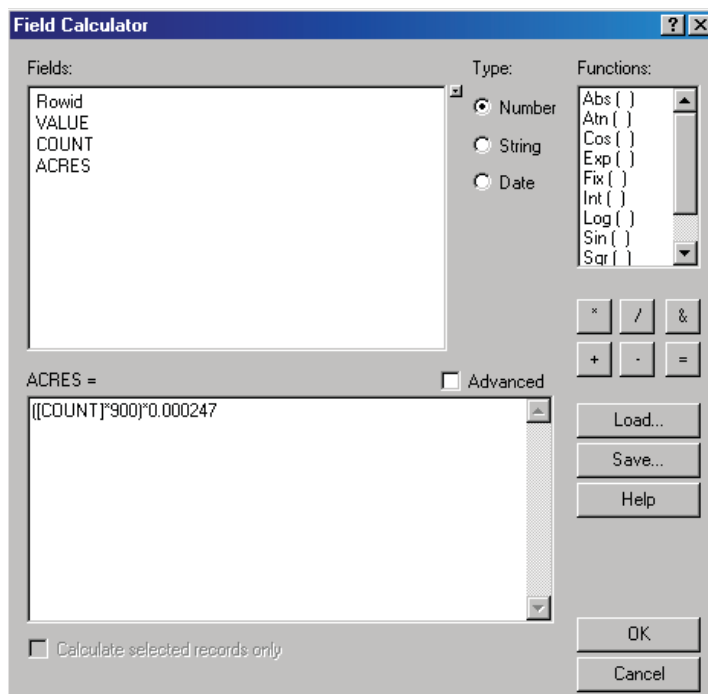 Field Calculator
? ×
Fields:
Type:
Functions:
Rowid
VALUE
COUNT
ACRES
Number
String
Date
Abs ( )
Atn ( )
Cos ( )
Exp ( )
Fix ( )
Int ( )
Log ( )
Sin ( )
Sqr ( )
* / &
+ - =
ACRES =
Advanced
([COUNT]*900)*0.000247
Load...
Save...
Help
Calculate selected records only
OK
Cancel